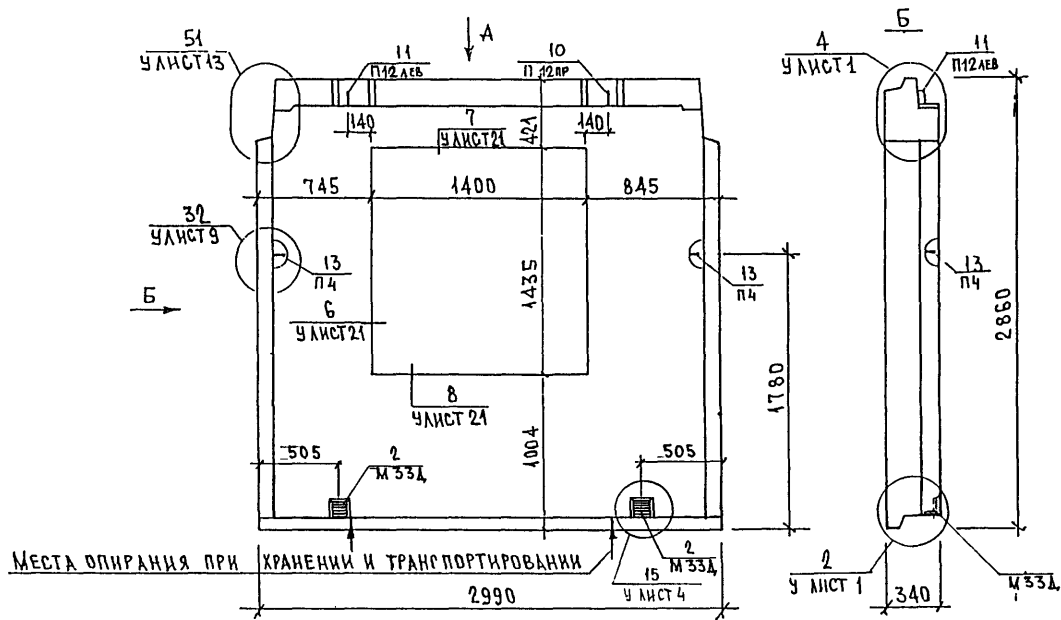 51
У ЛИСТ 13
А
11
П12 ЛЕВ
10
П 12ПР
140
140
7
У ЛИСТ 21
421
745
1400
845
32
У ЛИСТ 9
13
П4
13
П4
Б
6
У ЛИСТ 21
1435
8
У ЛИСТ 21
1004
1780
505
2
М 33Д
505
2
М 33Д
15
У ЛИСТ 4
МЕСТА ОПИРАНИЯ ПРИ ХРАНЕНИИ И ТРАНСПОРТИРОВАНИИ
2990
Б
4
У ЛИСТ 1
11
П12 ЛЕВ
13
П4
2860
2
У ЛИСТ 1
340
М 33Д